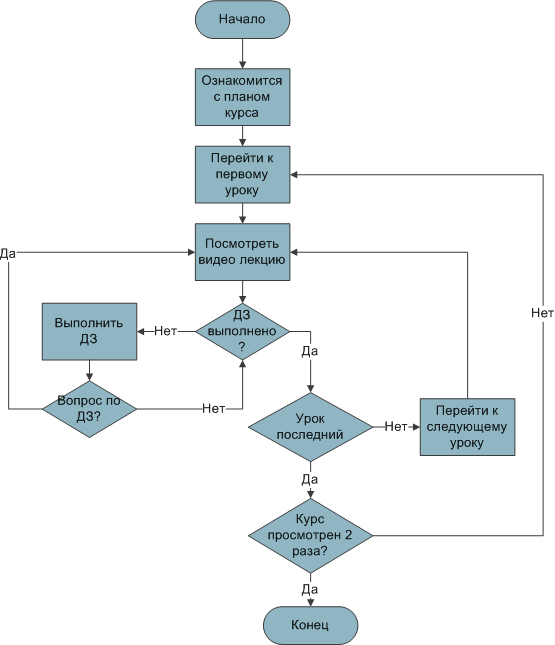 Начало
Ознакомится
с планом
курса
Перейти к
первому
уроку
Посмотреть
видео лекцию
Да
ДЗ
выполнено
?
Нет
Выполнить
ДЗ
Нет
Да
Вопрос по
ДЗ?
Нет
Урок
последний
Нет
Перейти к
следующему
уроку
Да
Курс
просмотрен 2
раза?
Да
Конец